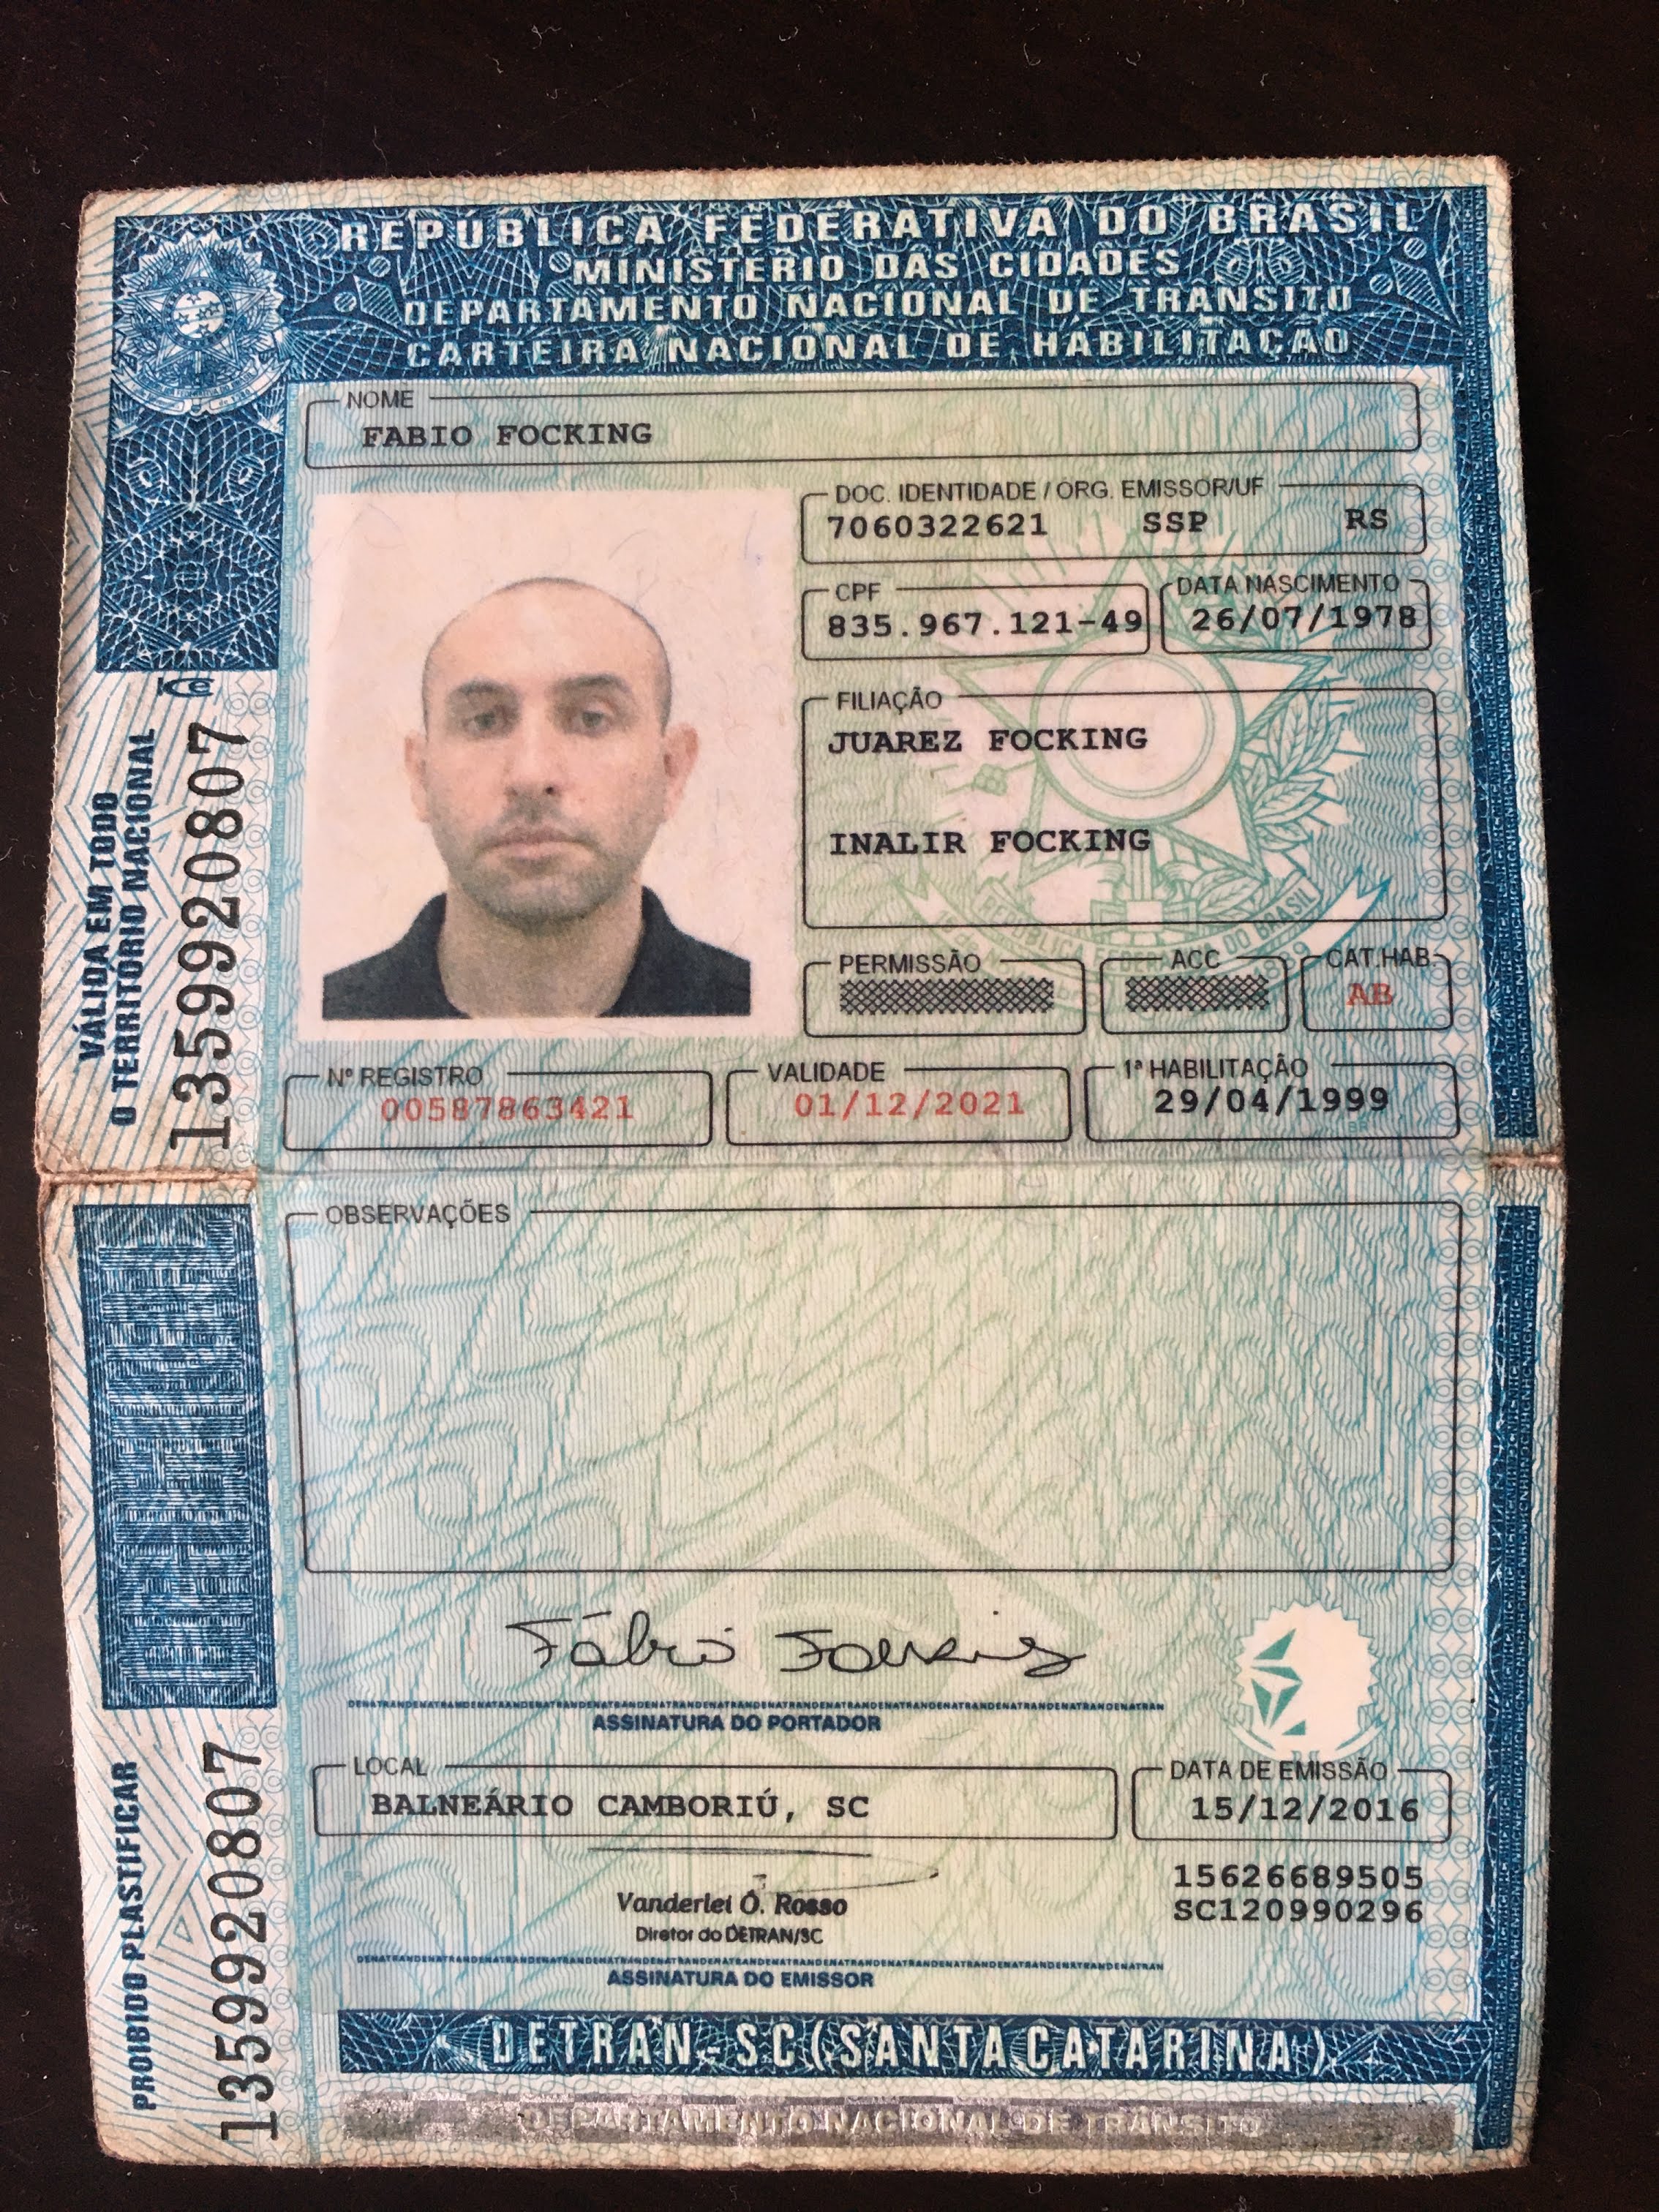 REPÚBLICA FEDERATIVA DO BRASIL
MINISTÉRIO DAS CIDADES
DEPARTAMENTO NACIONAL DE TRÂNSITO
CARTEIRA NACIONAL DE HABILITAÇÃO
NOME
FABIO FOCKING
DOC. IDENTIDADE / ORG. EMISSOR/UF
7060322621 SSP RS
CPF
835.967.121-49
DATA NASCIMENTO
26/07/1978
FILIAÇÃO
JUAREZ FOCKING
INALIR FOCKING
PERMISSÃO
ACC
CAT.HAB
AB
Nº REGISTRO
00587863421
VALIDADE
01/12/2021
1ª HABILITAÇÃO
29/04/1999
VÁLIDA EM TODO
O TERRITÓRIO NACIONAL
1359920807
OBSERVAÇÕES
Fábio Focking
ASSINATURA DO PORTADOR
LOCAL
BALNEÁRIO CAMBORIÚ, SC
DATA DE EMISSÃO
15/12/2016
15626689505
SC120990296
Vanderlei O. Rosso
Diretor do DETRAN/SC
ASSINATURA DO EMISSOR
PROIBIDO PLASTIFICAR
1359920807
DETRAN-SC (SANTA CATARINA)
DEPARTAMENTO NACIONAL DE TRÂNSITO